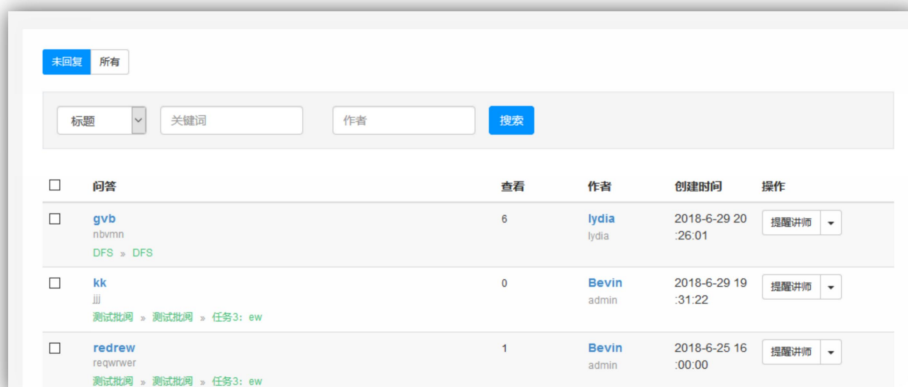 未回复 所有
标题 关键词 作者 搜索
问答 查看 作者 创建时间 操作
gvb 6 lydia 2018-6-29 20 提醒讲师
nbvmn lydia :26:01
DFS » DFS
kk 0 Bevin 2018-6-29 19 提醒讲师
jjj admin :31:22
测试批阅 » 测试批阅 » 任务3: ew
redrew 1 Bevin 2018-6-25 16 提醒讲师
reqwrwer admin :00:00
测试批阅 » 测试批阅 » 任务3: ew